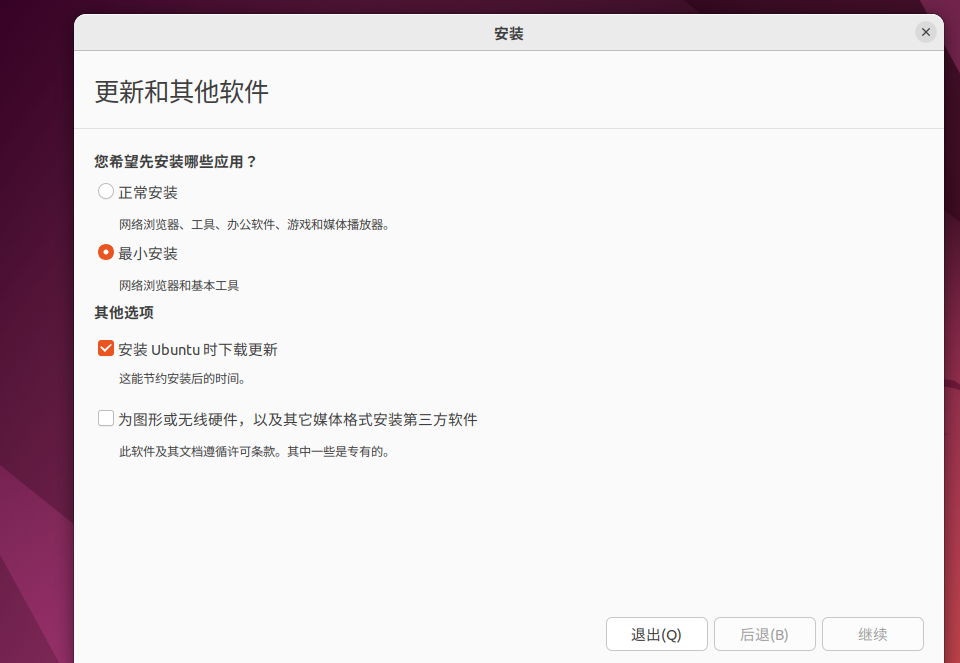 安装
更新和其他软件
您希望先安装哪些应用？
正常安装
网络浏览器、工具、办公软件、游戏和媒体播放器。
最小安装
网络浏览器和基本工具
其他选项
安装 Ubuntu 时下载更新
这能节约安装后的时间。
为图形或无线硬件，以及其它媒体格式安装第三方软件
此软件及其文档遵循许可条款。其中一些是专有的。
退出(Q) 后退(B) 继续